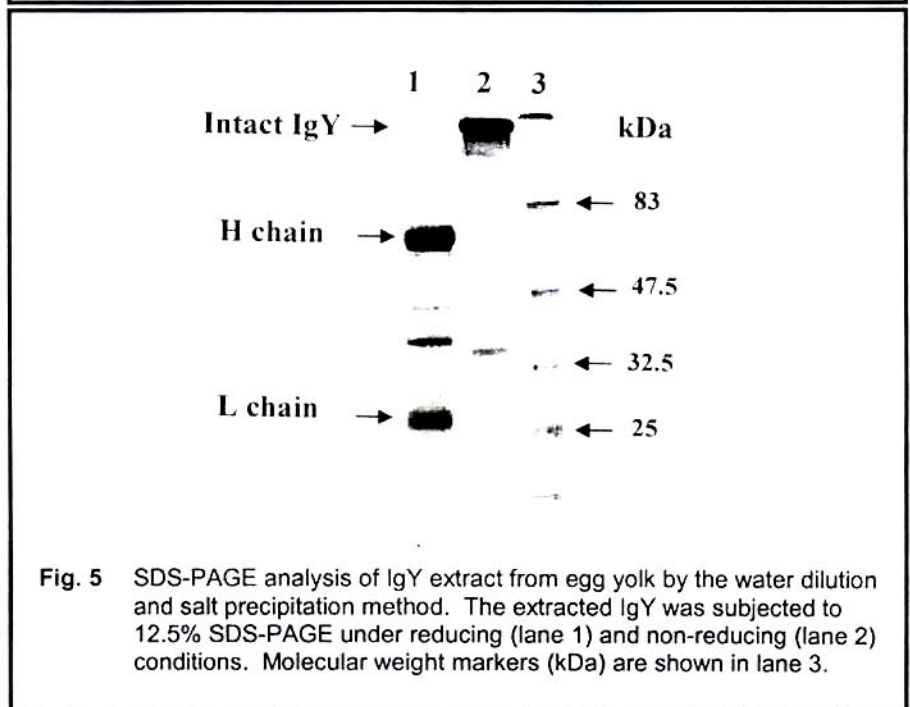 1 2 3
Intact IgY → kDa
← 83
H chain →
← 47.5
← 32.5
L chain →
← 25
Fig. 5 SDS-PAGE analysis of IgY extract from egg yolk by the water dilution
and salt precipitation method. The extracted IgY was subjected to
12.5% SDS-PAGE under reducing (lane 1) and non-reducing (lane 2)
conditions. Molecular weight markers (kDa) are shown in lane 3.